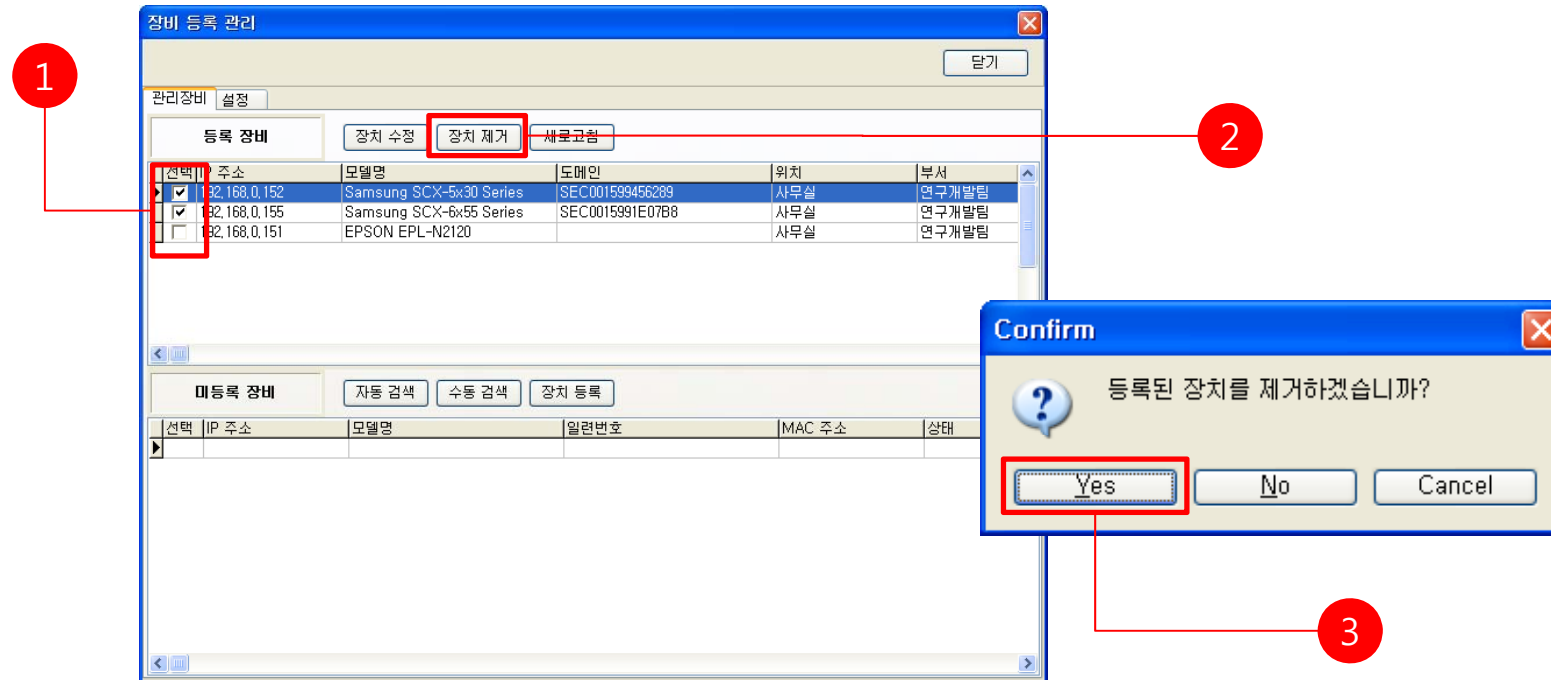 장비 등록 관리
닫기
1
관리장비 설정
등록 장비 장치 수정 장치 제거 새로고침
2
선택 IP 주소 모델명 도메인 위치 부서
192.168.0.152 Samsung SCX-5x30 Series SEC001599456289 사무실 연구개발팀
192.168.0.155 Samsung SCX-6x55 Series SEC0015991E07B8 사무실 연구개발팀
192.168.0.151 EPSON EPL-N2120 사무실 연구개발팀
Confirm
등록된 장치를 제거하겠습니까?
Yes No Cancel
미등록 장비 자동 검색 수동 검색 장치 등록
선택 IP 주소 모델명 일련번호 MAC 주소 상태
3